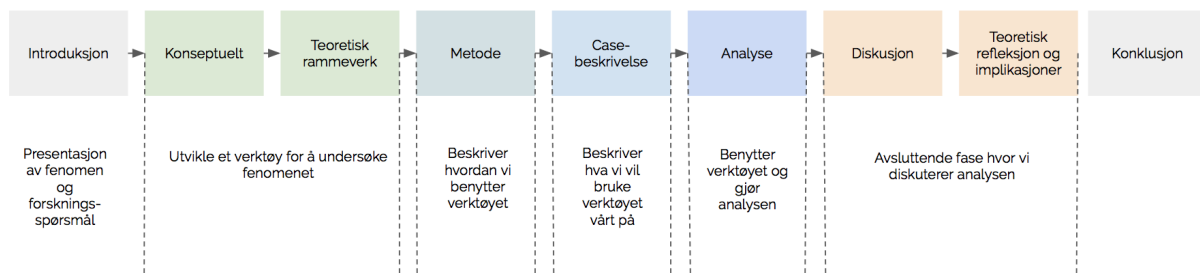 Introduksjon
Konseptuelt
Teoretisk
rammeverk
Metode
Case-
beskrivelse
Analyse
Diskusjon
Teoretisk
refleksjon og
implikasjoner
Konklusjon
Presentasjon
av fenomen
og
forsknings-
spørsmål
Utvikle et verktøy for å undersøke
fenomenet
Beskriver
hvordan vi
benytter
verktøyet
Beskriver
hva vi vil
bruke
verktøyet
vårt på
Benytter
verktøyet og
gjør
analysen
Avsluttende fase hvor vi
diskuterer analysen